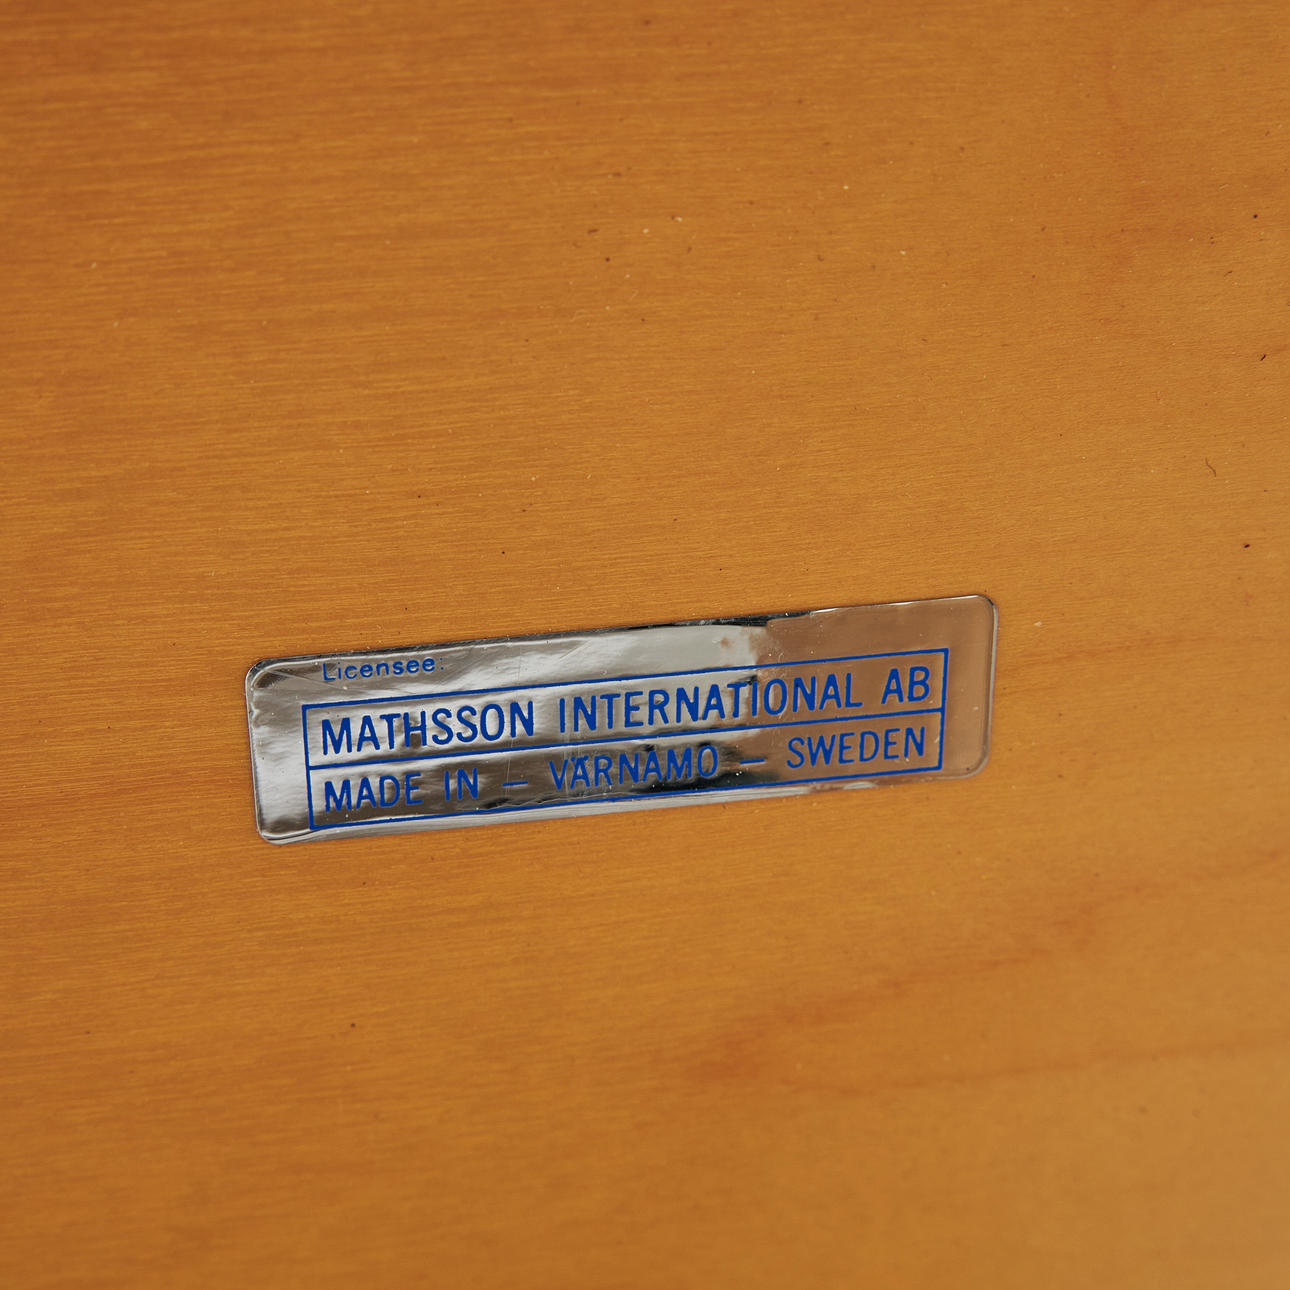 Licensee:
MATHSSON INTERNATIONAL AB
MADE IN – VÄRNAMO – SWEDEN